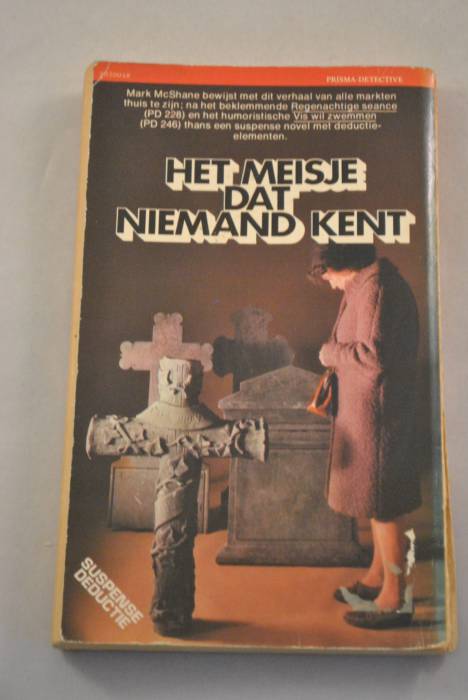 PRISMA-DETECTIVE
Mark McShane bewijst met dit verhaal van alle markten
thuis te zijn; na het beklemmende Regenachtige seance
(PD 228) en het humoristische Vis wil zwemmen
(PD 246) thans een suspense novel met deductie-
elementen.
HET MEISJE
DAT
NIEMAND KENT
SUSPENSE
DEDUCTIE